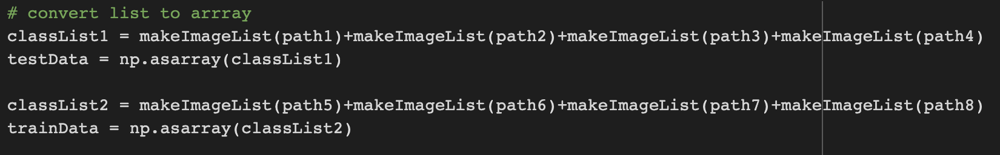 # convert list to arrray
classList1 = makeImageList(path1)+makeImageList(path2)+makeImageList(path3)+makeImageList(path4)
testData = np.asarray(classList1)
classList2 = makeImageList(path5)+makeImageList(path6)+makeImageList(path7)+makeImageList(path8)
trainData = np.asarray(classList2)